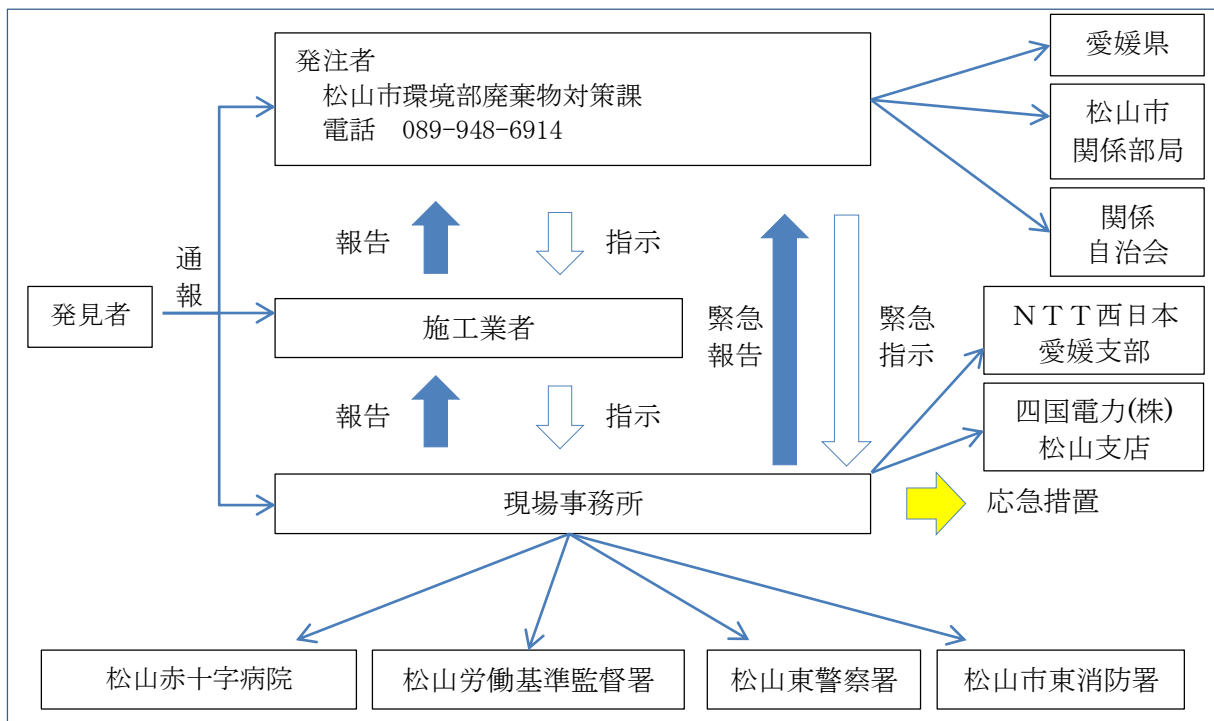 発注者
松山市環境部廃棄物対策課
電話　089-948-6914
愛媛県
松山市
関係部局
関係
自治会
通
報
発見者
報告
指示
施工業者
緊急
報告
緊急
指示
ＮＴＴ西日本
愛媛支部
四国電力(株)
松山支店
報告
指示
現場事務所
応急措置
松山赤十字病院
松山労働基準監督署
松山東警察署
松山市東消防署